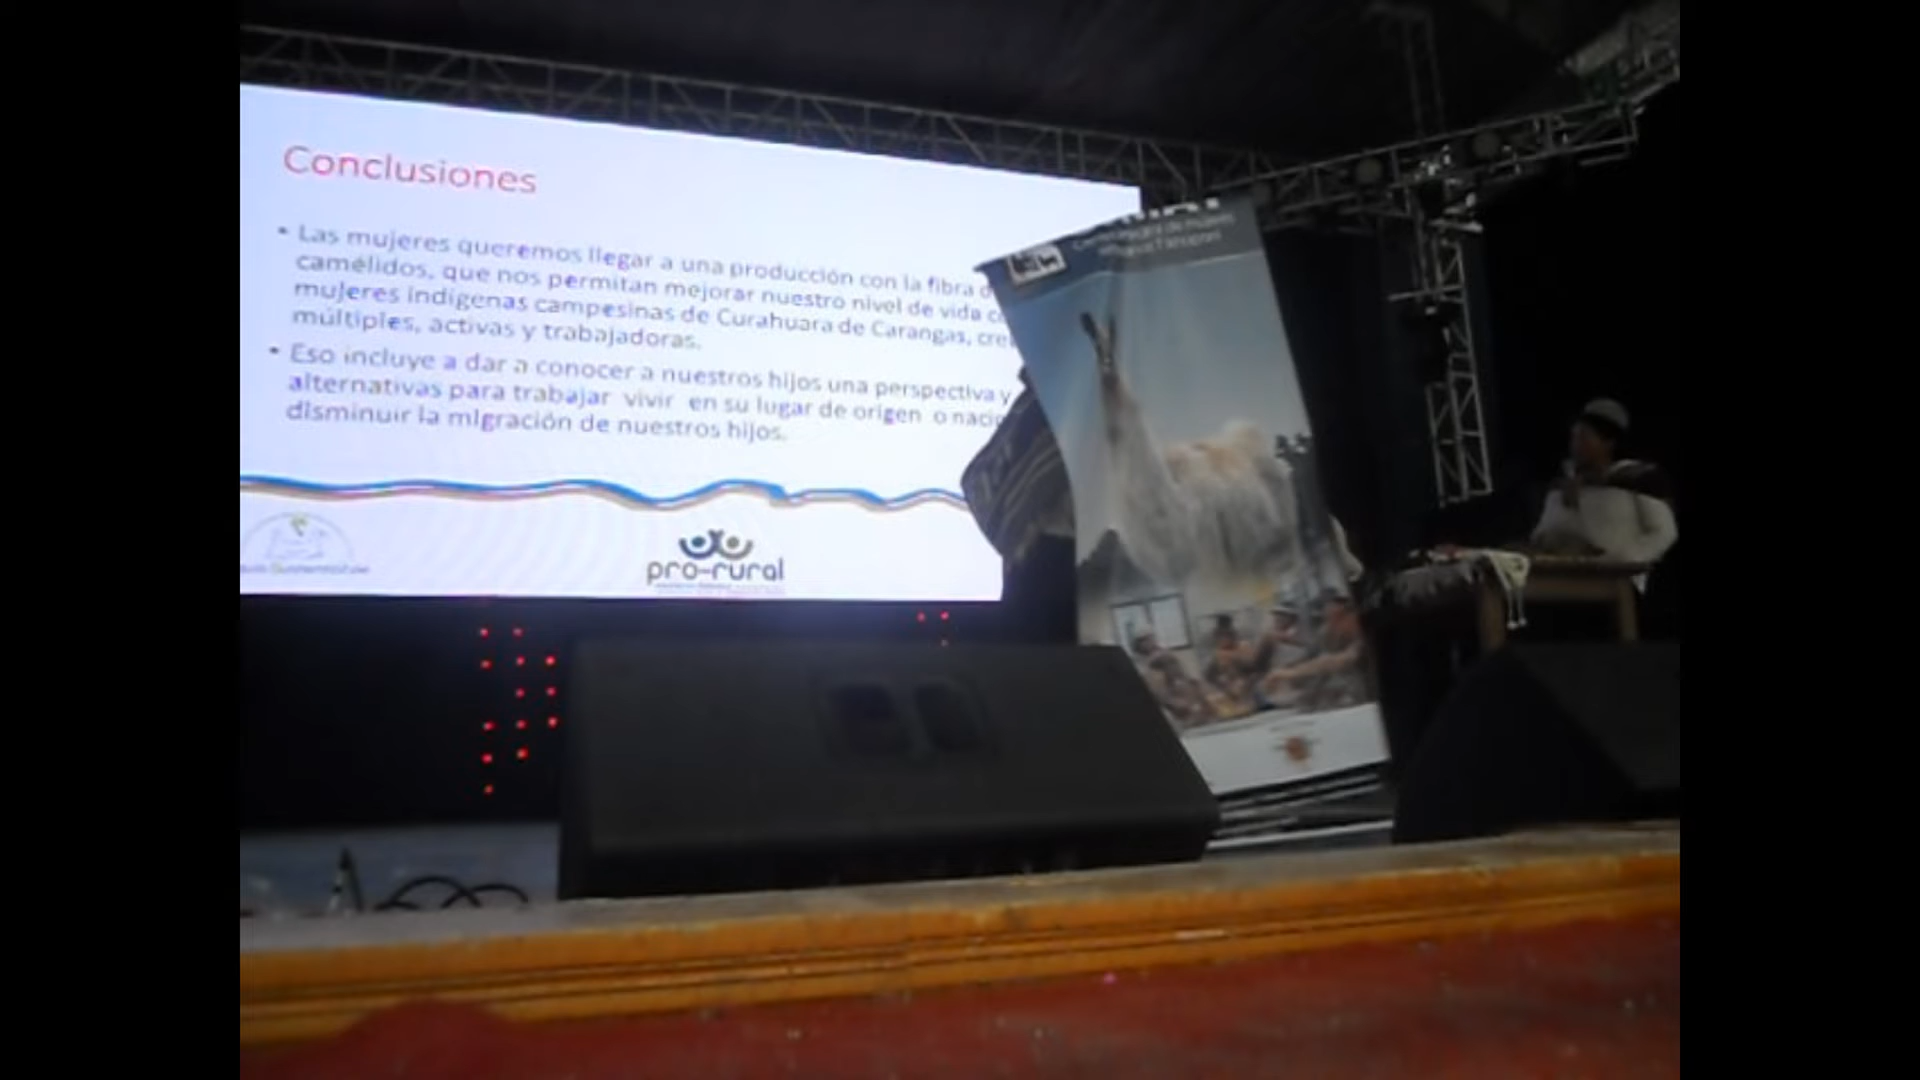 Conclusiones
• Las mujeres queremos llegar a una producción con la fibra d
camélidos, que nos permitan mejorar nuestro nivel de vida c
mujeres indígenas campesinas de Curahuara de Carangas, cre
múltiples, activas y trabajadoras.
• Eso incluye a dar a conocer a nuestros hijos una perspectiva y
alternativas para trabajar vivir en su lugar de origen o naci
disminuir la migración de nuestros hijos.
pro-rural